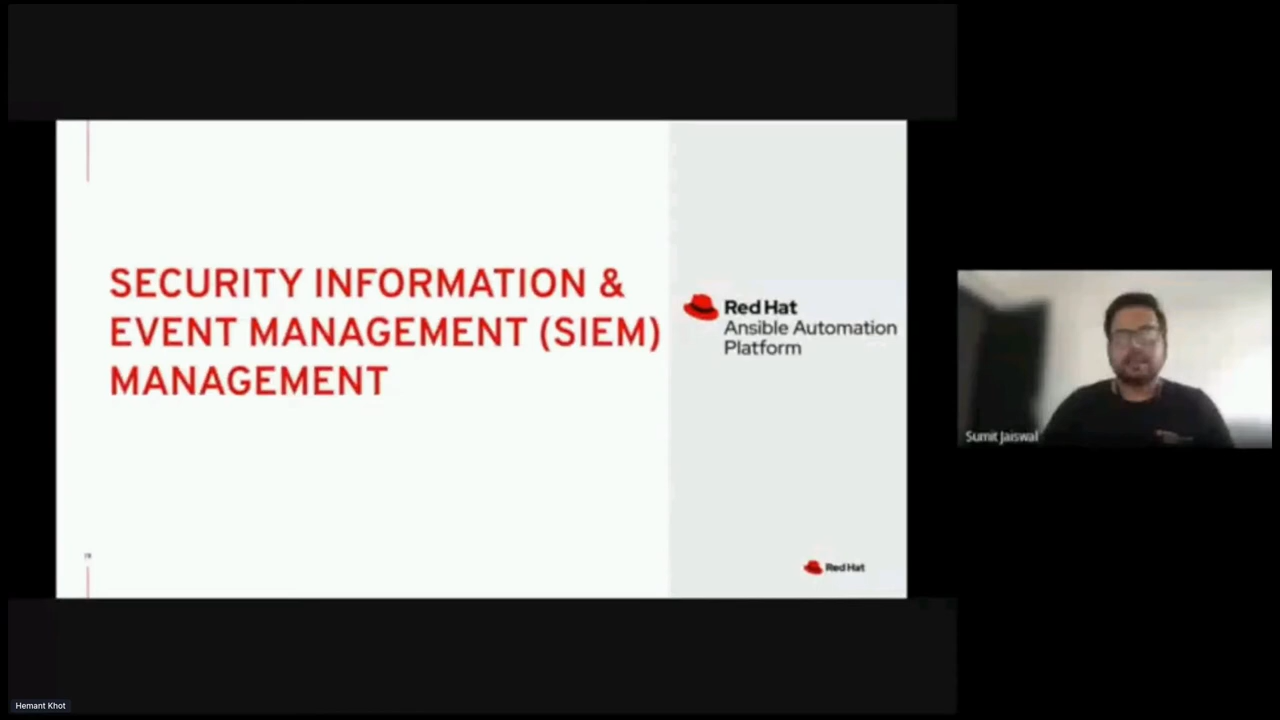 SECURITY INFORMATION &
EVENT MANAGEMENT (SIEM)
MANAGEMENT
Red Hat
Ansible Automation
Platform
Red Hat
Sumit Jaiswal
Hemant Khot